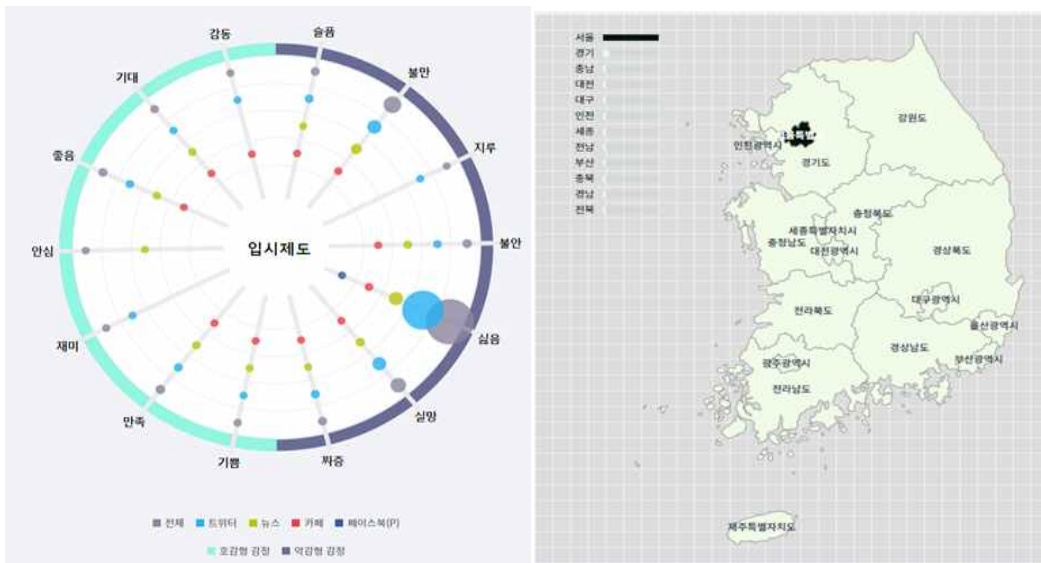 감동
슬픔
기대
불만
좋음
지루
안심
불안
입시제도
재미
싫음
만족
실망
기쁨
짜증
전체 트위터 뉴스 카페 페이스북(P)
호감형 감정 악감형 감정
서울
경기
충남
대전
대구
인천
세종
전남
부산
충북
경남
전북
강원도
인천광역시
경기도
충청북도
세종특별자치시
충청남도
대전광역시
경상북도
대구광역시
전라북도
울산광역시
경상남도
부산광역시
광주광역시
전라남도
제주특별자치도